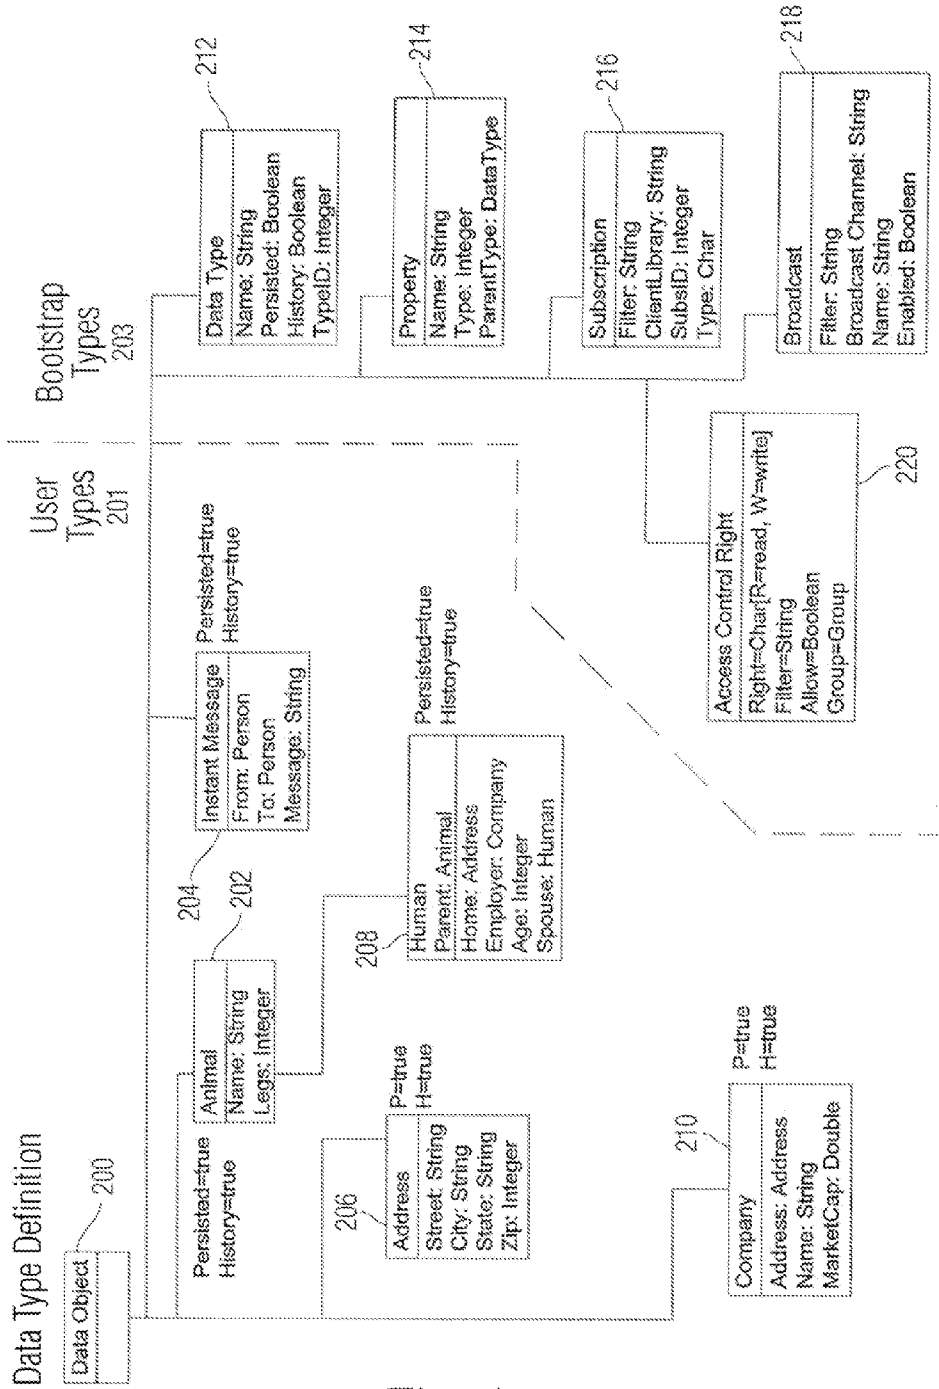 Data Type Definition
Data Object
200
User
Types
201
Bootstrap
Types
203
Persisted=true
History=true
Animal
Name: String
Legs: Integer
202
204
Instant Message
From: Person
To: Person
Message: String
Persisted=true
History=true
Data Type
Name: String
Persisted: Boolean
History: Boolean
TypeID: Integer
212
206
Address
Street: String
City: String
State: String
Zip: Integer
P=true
H=true
208
Human
Parent: Animal
Home: Address
Employer: Company
Age: Integer
Spouse: Human
Persisted=true
History=true
Property
Name: String
Type: Integer
ParentType: DataType
214
Subscription
Filter: String
ClientLibrary: String
SubsID: Integer
Type: Char
216
Company
Address: Address
Name: String
MarketCap: Double
210
P=true
H=true
Access Control Right
Right=Char[R=read, W=write]
Filter=String
Allow=Boolean
Group=Group
220
Broadcast
Filter: String
Broadcast Channel: String
Name: String
Enabled: Boolean
218